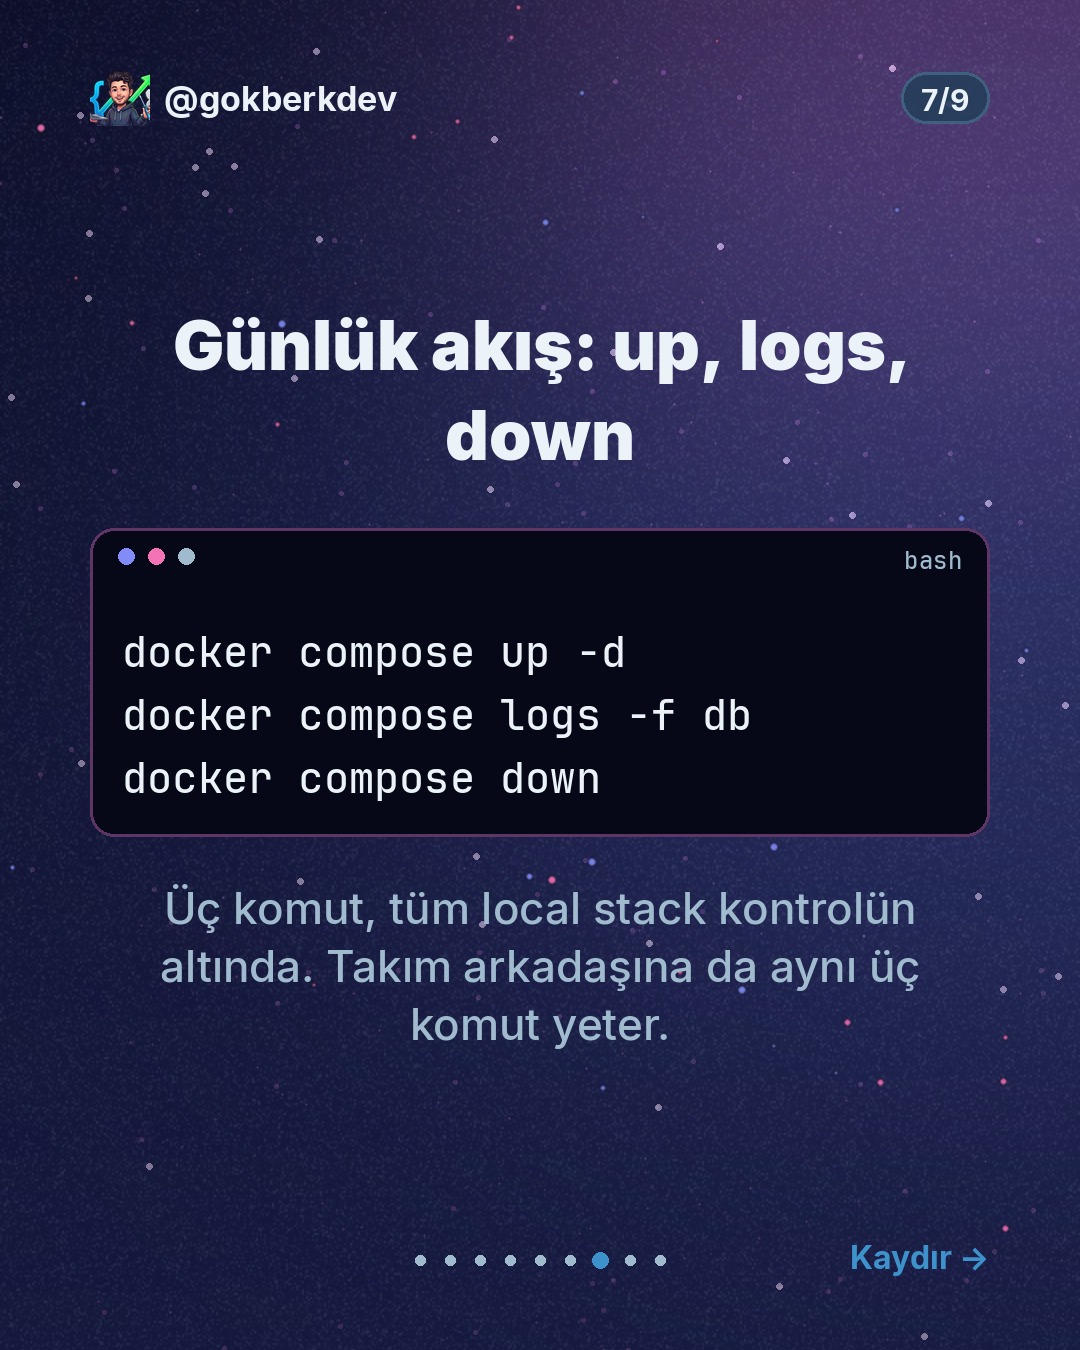 @gokberkdev
7/9
Günlük akış: up, logs,
down
bash
docker compose up -d
docker compose logs -f db
docker compose down
Üç komut, tüm local stack kontrolün
altında. Takım arkadaşına da aynı üç
komut yeter.
Kaydır →